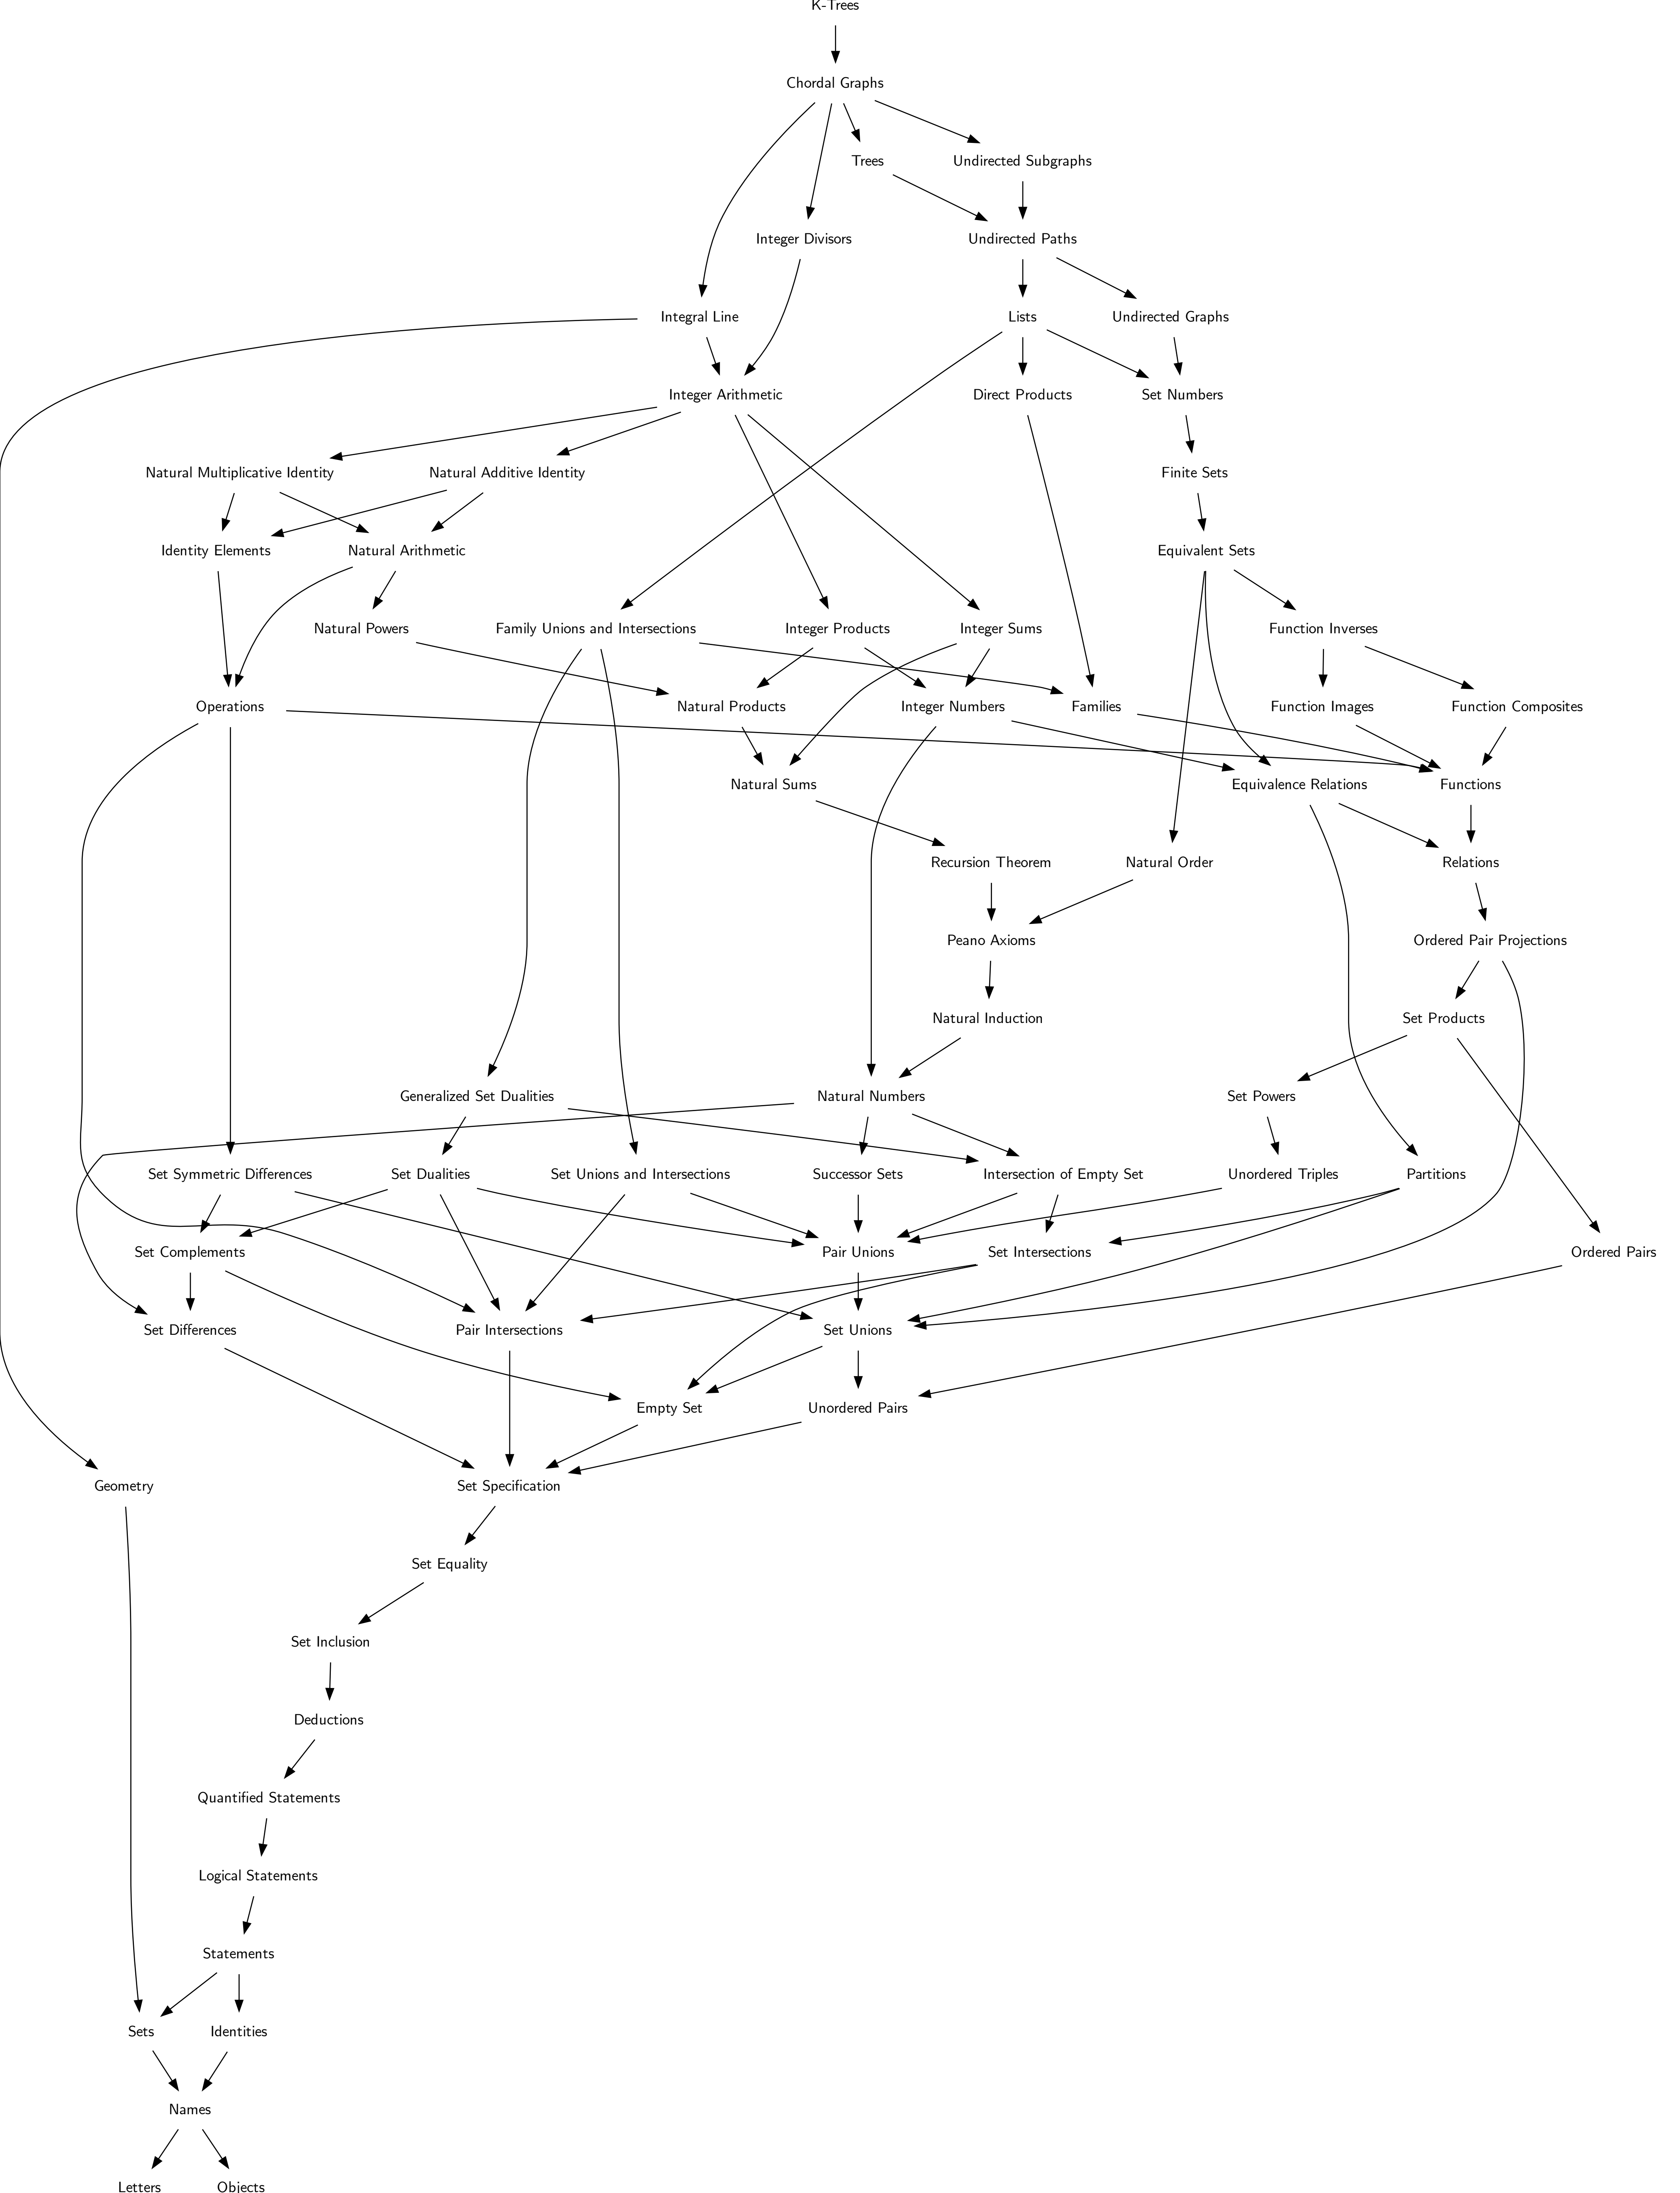 K-Trees
Chordal Graphs
Trees
Undirected Subgraphs
Integer Divisors
Undirected Paths
Integral Line
Lists
Undirected Graphs
Integer Arithmetic
Direct Products
Set Numbers
Natural Multiplicative Identity
Natural Additive Identity
Finite Sets
Identity Elements
Natural Arithmetic
Equivalent Sets
Natural Powers
Family Unions and Intersections
Integer Products
Integer Sums
Function Inverses
Operations
Natural Products
Integer Numbers
Families
Function Images
Function Composites
Natural Sums
Equivalence Relations
Functions
Recursion Theorem
Natural Order
Relations
Peano Axioms
Ordered Pair Projections
Natural Induction
Set Products
Generalized Set Dualities
Natural Numbers
Set Powers
Set Symmetric Differences
Set Dualities
Set Unions and Intersections
Successor Sets
Intersection of Empty Set
Unordered Triples
Partitions
Set Complements
Pair Unions
Set Intersections
Ordered Pairs
Set Differences
Pair Intersections
Set Unions
Empty Set
Unordered Pairs
Geometry
Set Specification
Set Equality
Set Inclusion
Deductions
Quantified Statements
Logical Statements
Statements
Sets
Identities
Names
Letters
Objects